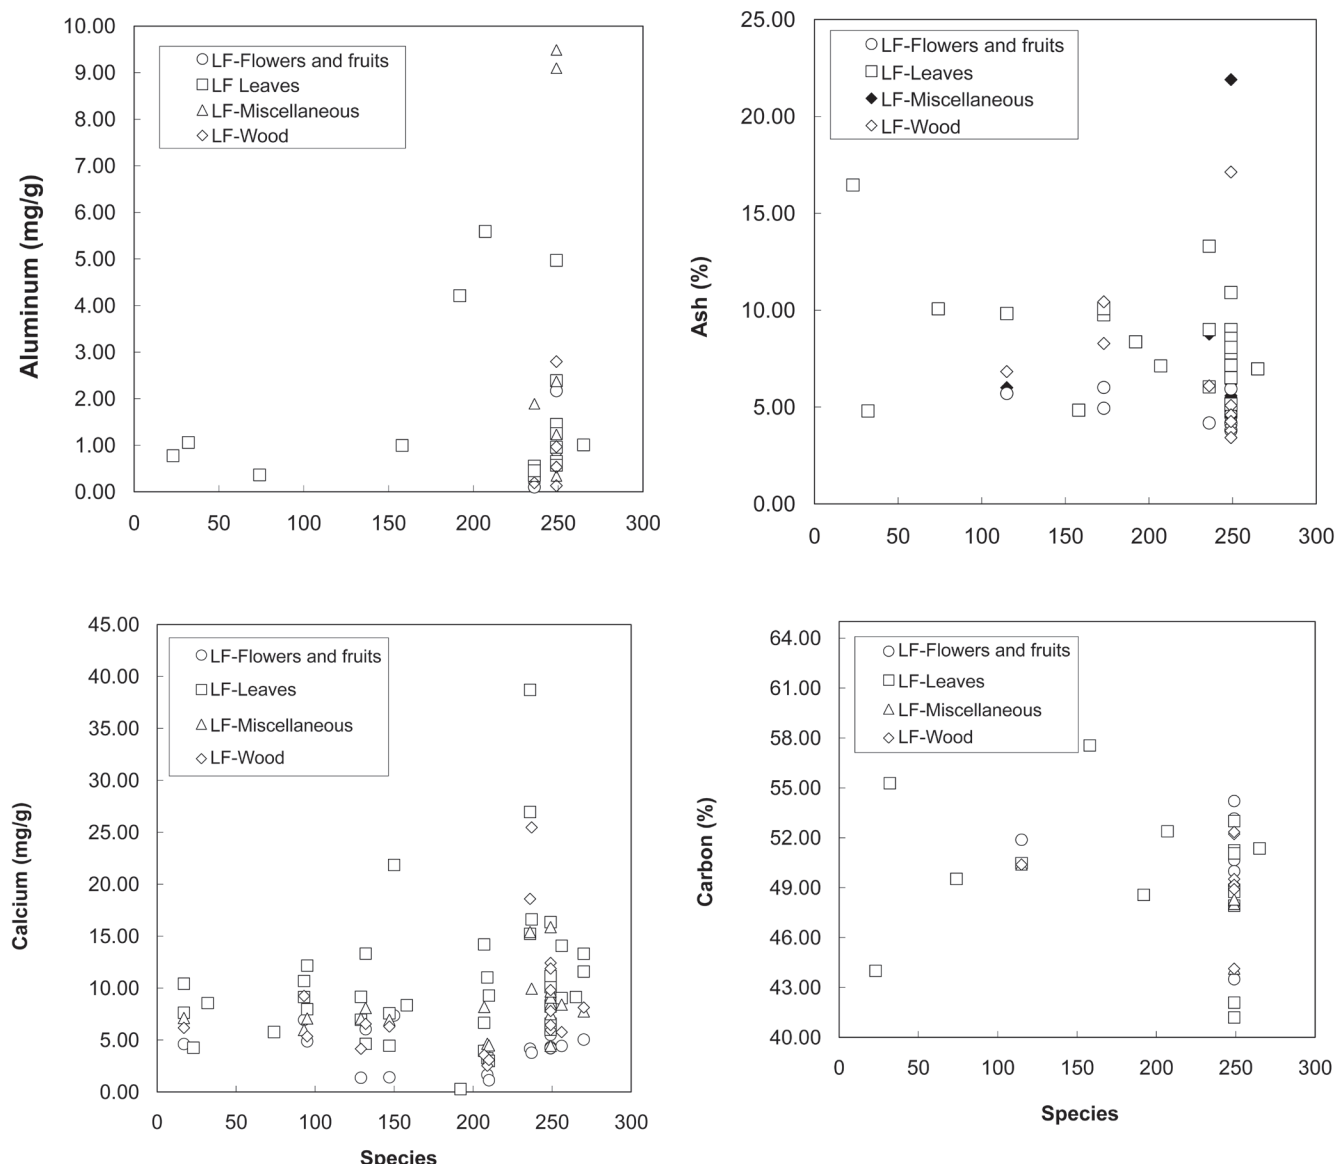 Aluminum (mg/g)
10.00
9.00
8.00
7.00
6.00
5.00
4.00
3.00
2.00
1.00
0.00
LF-Flowers and fruits
LF Leaves
LF-Miscellaneous
LF-Wood
0 50 100 150 200 250 300
Ash (%)
25.00
20.00
15.00
10.00
5.00
0.00
LF-Flowers and fruits
LF-Leaves
LF-Miscellaneous
LF-Wood
0 50 100 150 200 250 300
Calcium (mg/g)
45.00
40.00
35.00
30.00
25.00
20.00
15.00
10.00
5.00
0.00
LF-Flowers and fruits
LF-Leaves
LF-Miscellaneous
LF-Wood
0 50 100 150 200 250 300
Species
Carbon (%)
64.00
61.00
58.00
55.00
52.00
49.00
46.00
43.00
40.00
LF-Flowers and fruits
LF-Leaves
LF-Miscellaneous
LF-Wood
0 50 100 150 200 250 300
Species